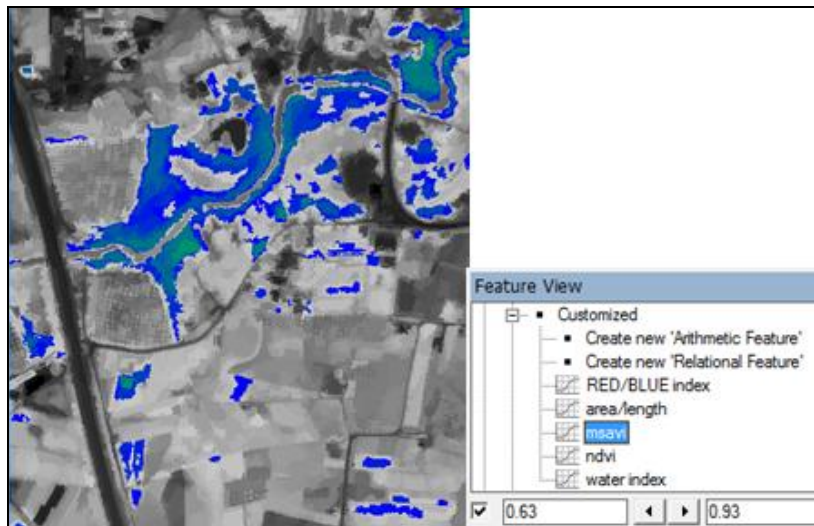 Feature View
Customized
Create new 'Arithmetic Feature'
Create new 'Relational Feature'
RED/BLUE index
area/length
msavi
ndvi
water index
0.63 0.93